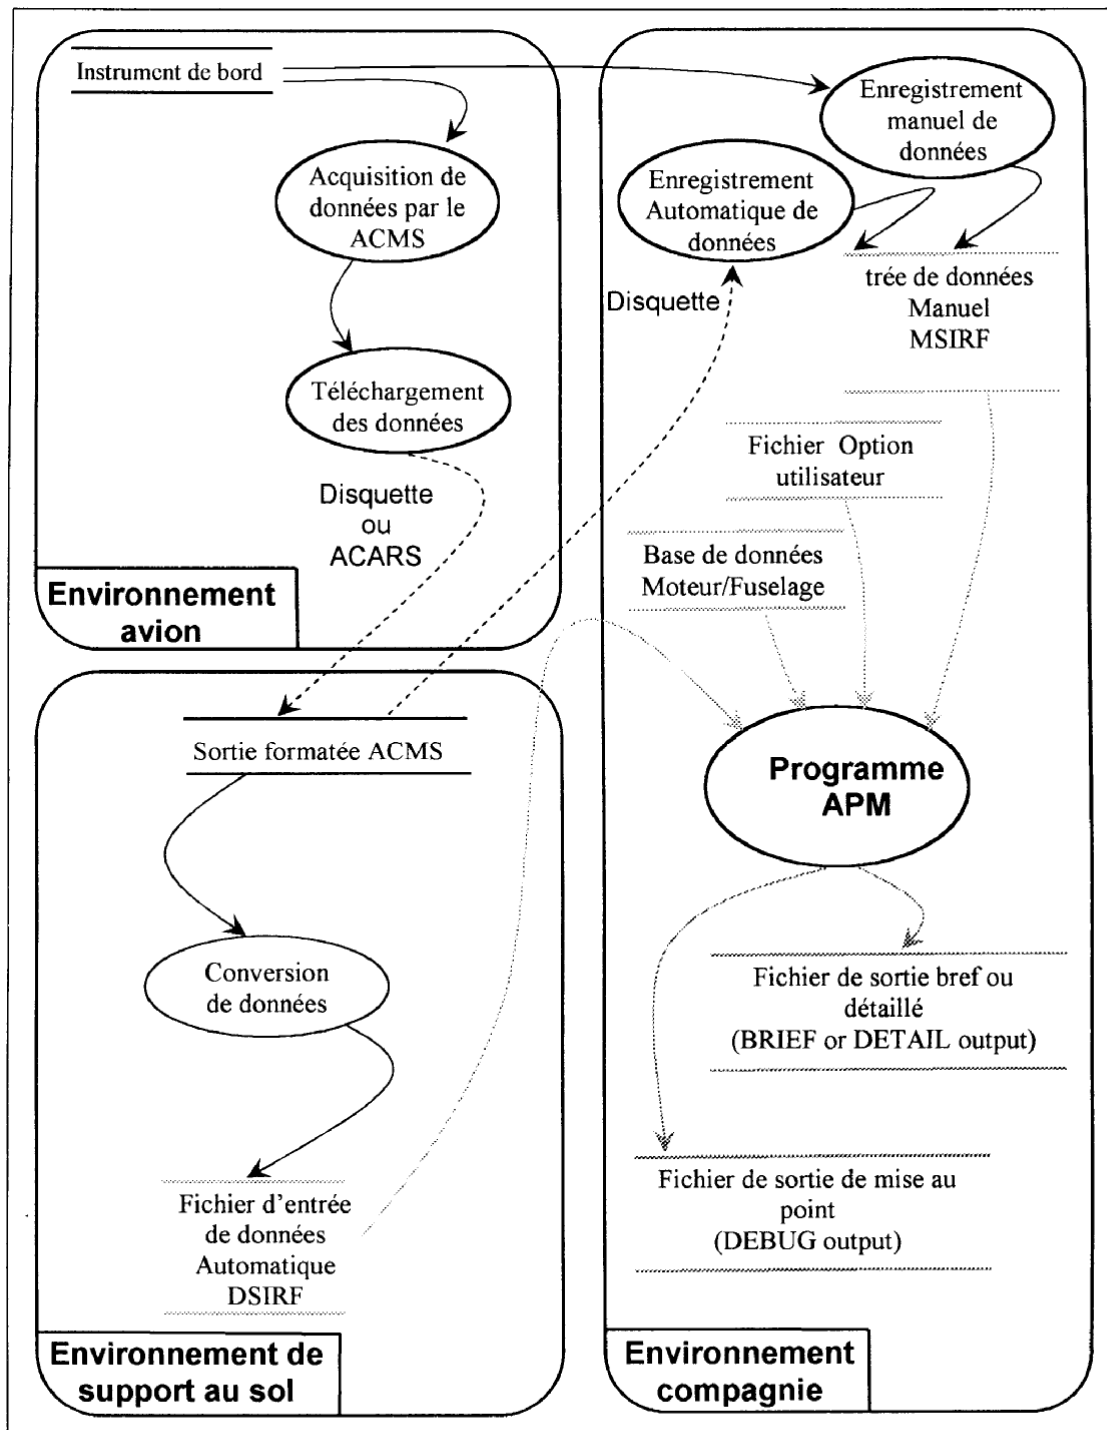 Instrument de bord
Acquisition de
données par le
ACMS
Téléchargement
des données
Disquette
ou
ACARS
Environnement
avion
Enregistrement
manuel de
données
Enregistrement
Automatique de
données
Disquette
trée de données
Manuel
MSIRF
Fichier Option
utilisateur
Base de données
Moteur/Fuselage
Programme
APM
Fichier de sortie bref ou
détaillé
(BRIEF or DETAIL output)
Fichier de sortie de mise au
point
(DEBUG output)
Environnement
compagnie
Sortie formatée ACMS
Conversion
de données
Fichier d'entrée
de données
Automatique
DSIRF
Environnement de
support au sol